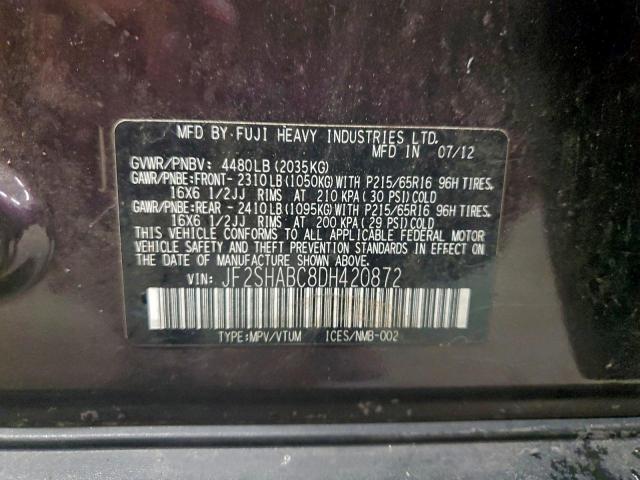 MFD BY·FUJI HEAVY INDUSTRIES LTD.
MFD IN 07/12
GVWR/PNBV: 4480LB(2035KG)
GAWR/PNBE:FRONT-2310LB(1050KG)WITH P215/65R16 96H TIRES,
16X6 1/2JJ RIMS AT 210 KPA(30 PSI)COLD
GAWR/PNBE:REAR -2410LB(1095KG)WITH P215/65R16 96H TIRES,
16X6 1/2JJ RIMS AT 200 KPA(29 PSI)COLD
THIS VEHICLE CONFORMS TO ALL APPLICABLE FEDERAL MOTOR
VEHICLE SAFETY AND THEFT PREVENTION STANDARDS IN EFFECT
ON THE DATE OF MANUFACTURE SHOWN ABOVE.
VIN: JF2SHABC8DH420872
TYPE:MPV/VTUM ICES/NMB-002